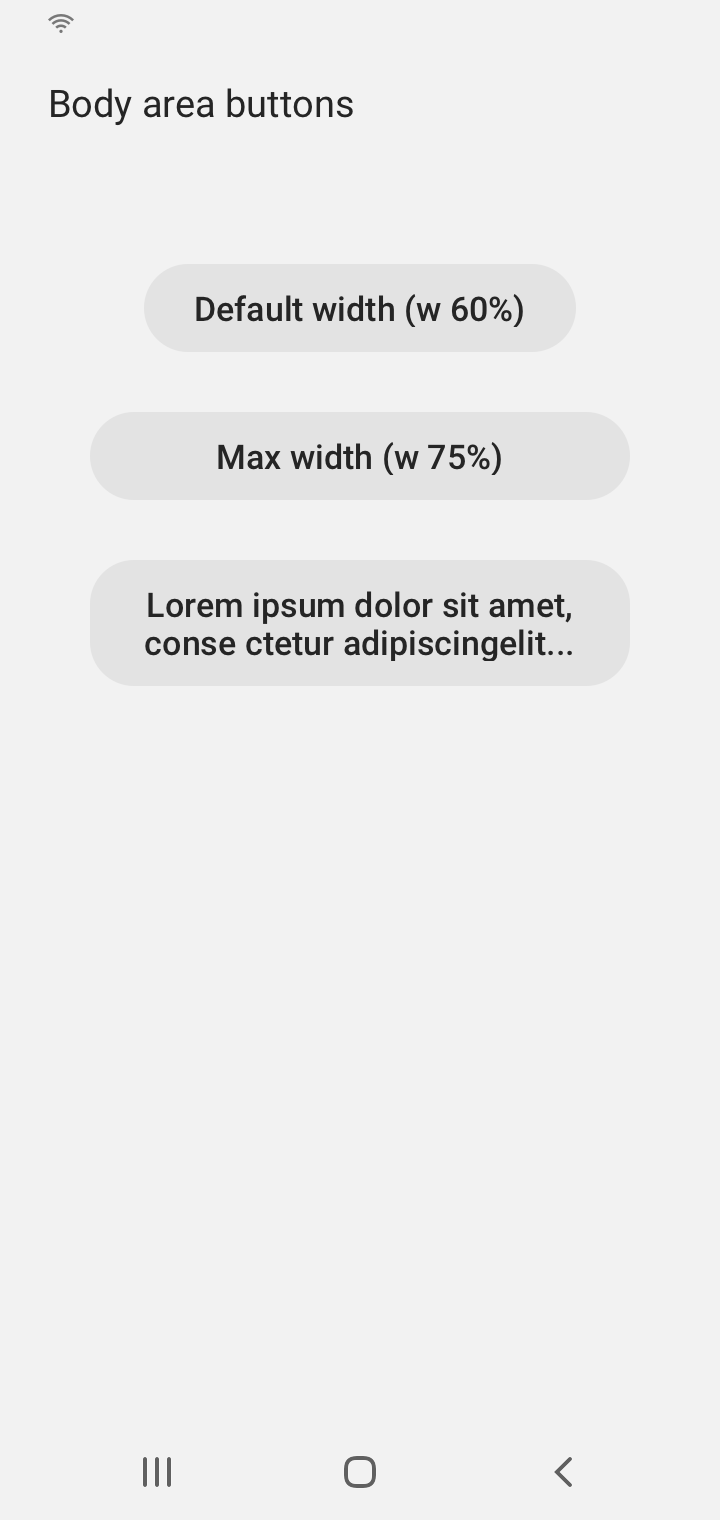 Body area buttons
Default width (w 60%)
Max width (w 75%)
Lorem ipsum dolor sit amet,
conse ctetur adipiscingelit...